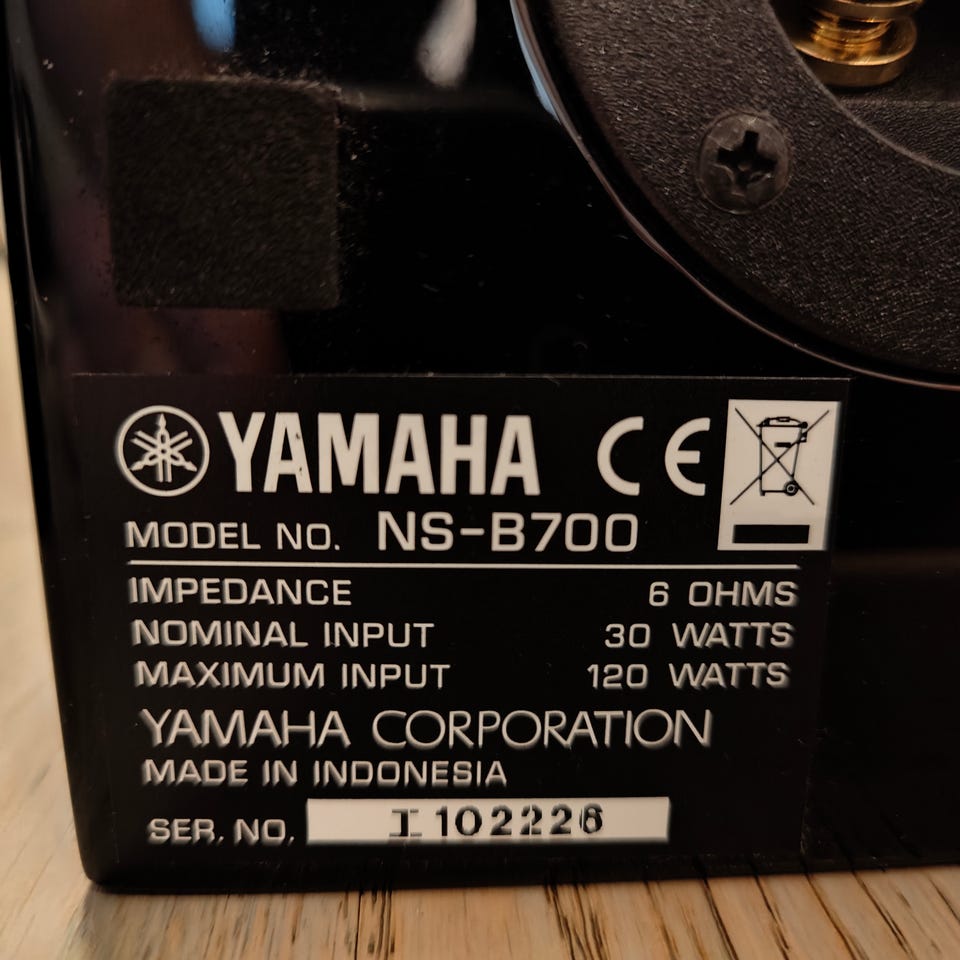 YAMAHA CE
MODEL NO. NS-B700
IMPEDANCE 6 OHMS
NOMINAL INPUT 30 WATTS
MAXIMUM INPUT 120 WATTS
YAMAHA CORPORATION
MADE IN INDONESIA
SER. NO. I102226